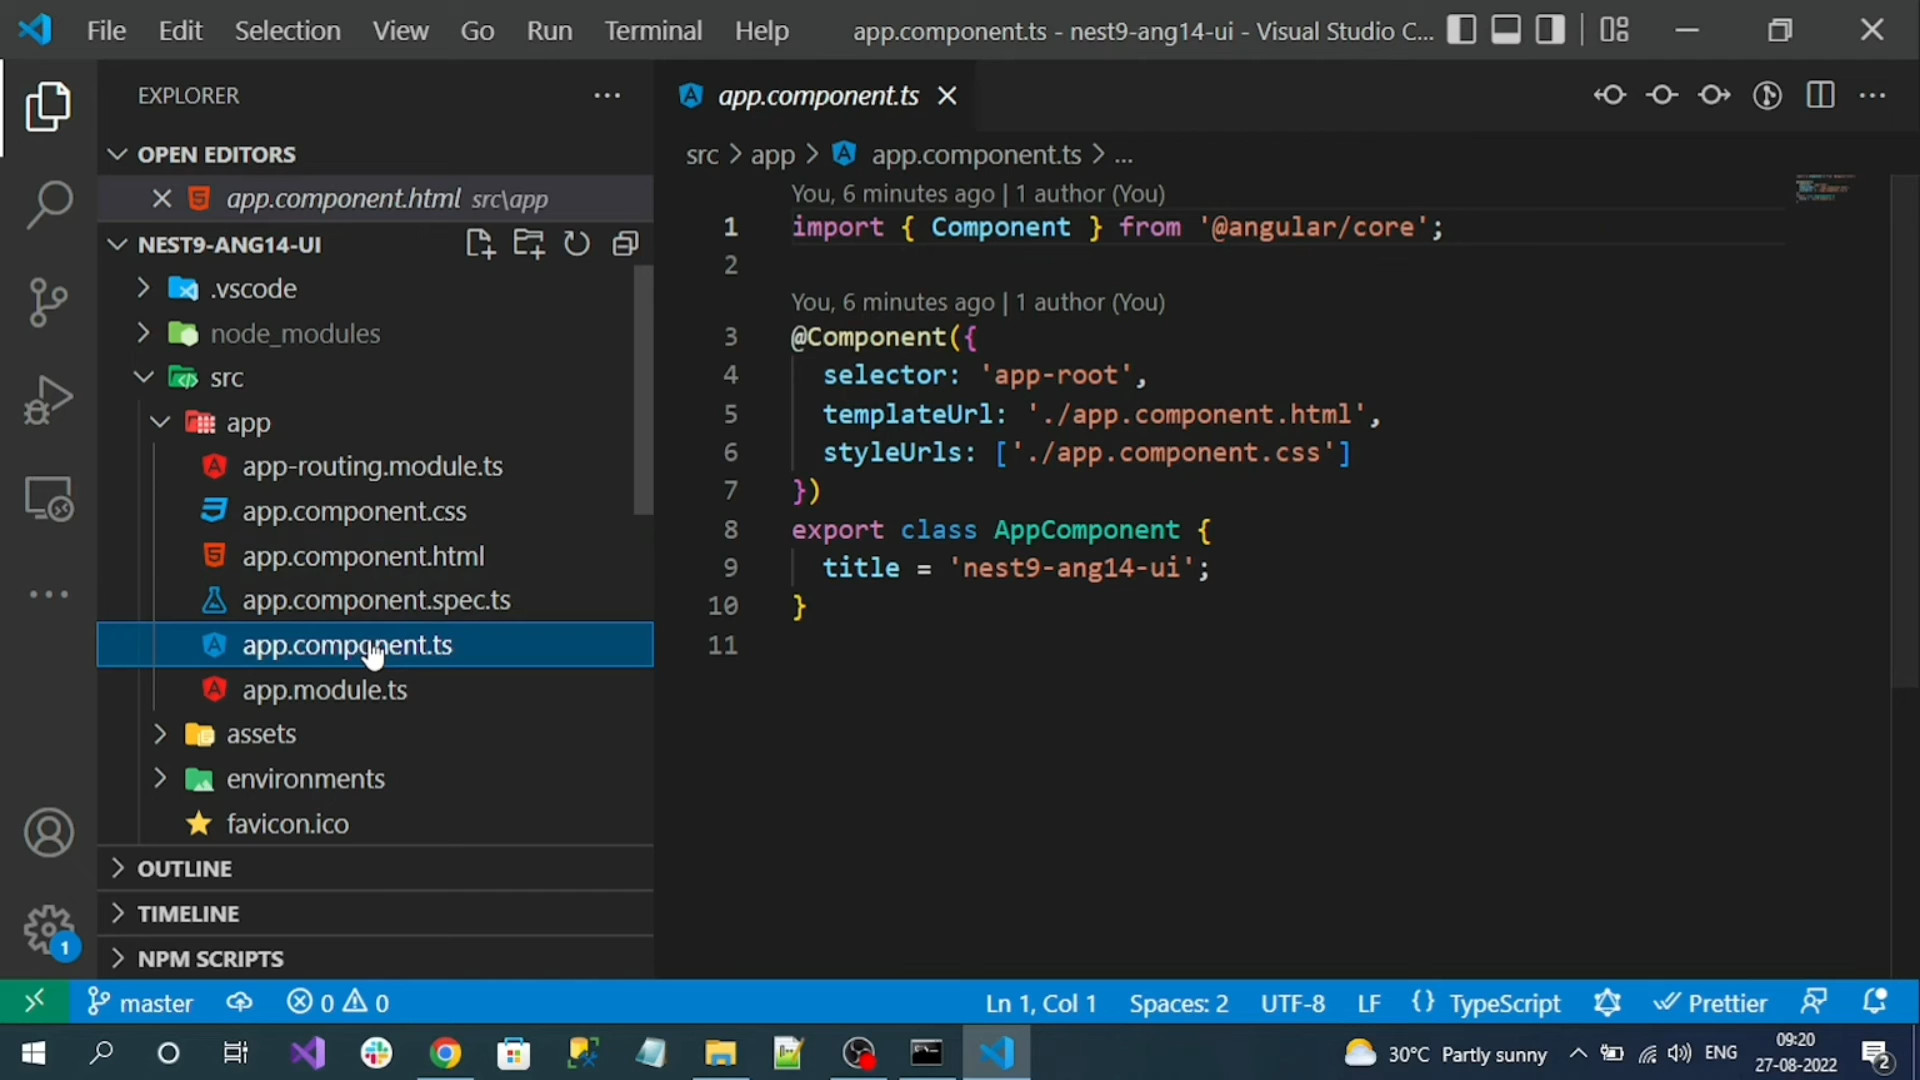 File Edit Selection View Go Run Terminal Help app.component.ts - nest9-ang14-ui - Visual Studio C...
EXPLORER
OPEN EDITORS
app.component.html src\app
NEST9-ANG14-UI
.vscode
node_modules
src
app
app-routing.module.ts
app.component.css
app.component.html
app.component.spec.ts
app.component.ts
app.module.ts
assets
environments
favicon.ico
OUTLINE
TIMELINE
NPM SCRIPTS
1
app.component.ts
src > app > app.component.ts > ...
You, 6 minutes ago | 1 author (You)
1 import { Component } from '@angular/core';
2
You, 6 minutes ago | 1 author (You)
3 @Component({
4 selector: 'app-root',
5 templateUrl: './app.component.html',
6 styleUrls: ['./app.component.css']
7 })
8 export class AppComponent {
9 title = 'nest9-ang14-ui';
10 }
11
master 0 0 Ln 1, Col 1 Spaces: 2 UTF-8 LF {} TypeScript Prettier
30°C Partly sunny ENG 09:20
27-08-2022
2